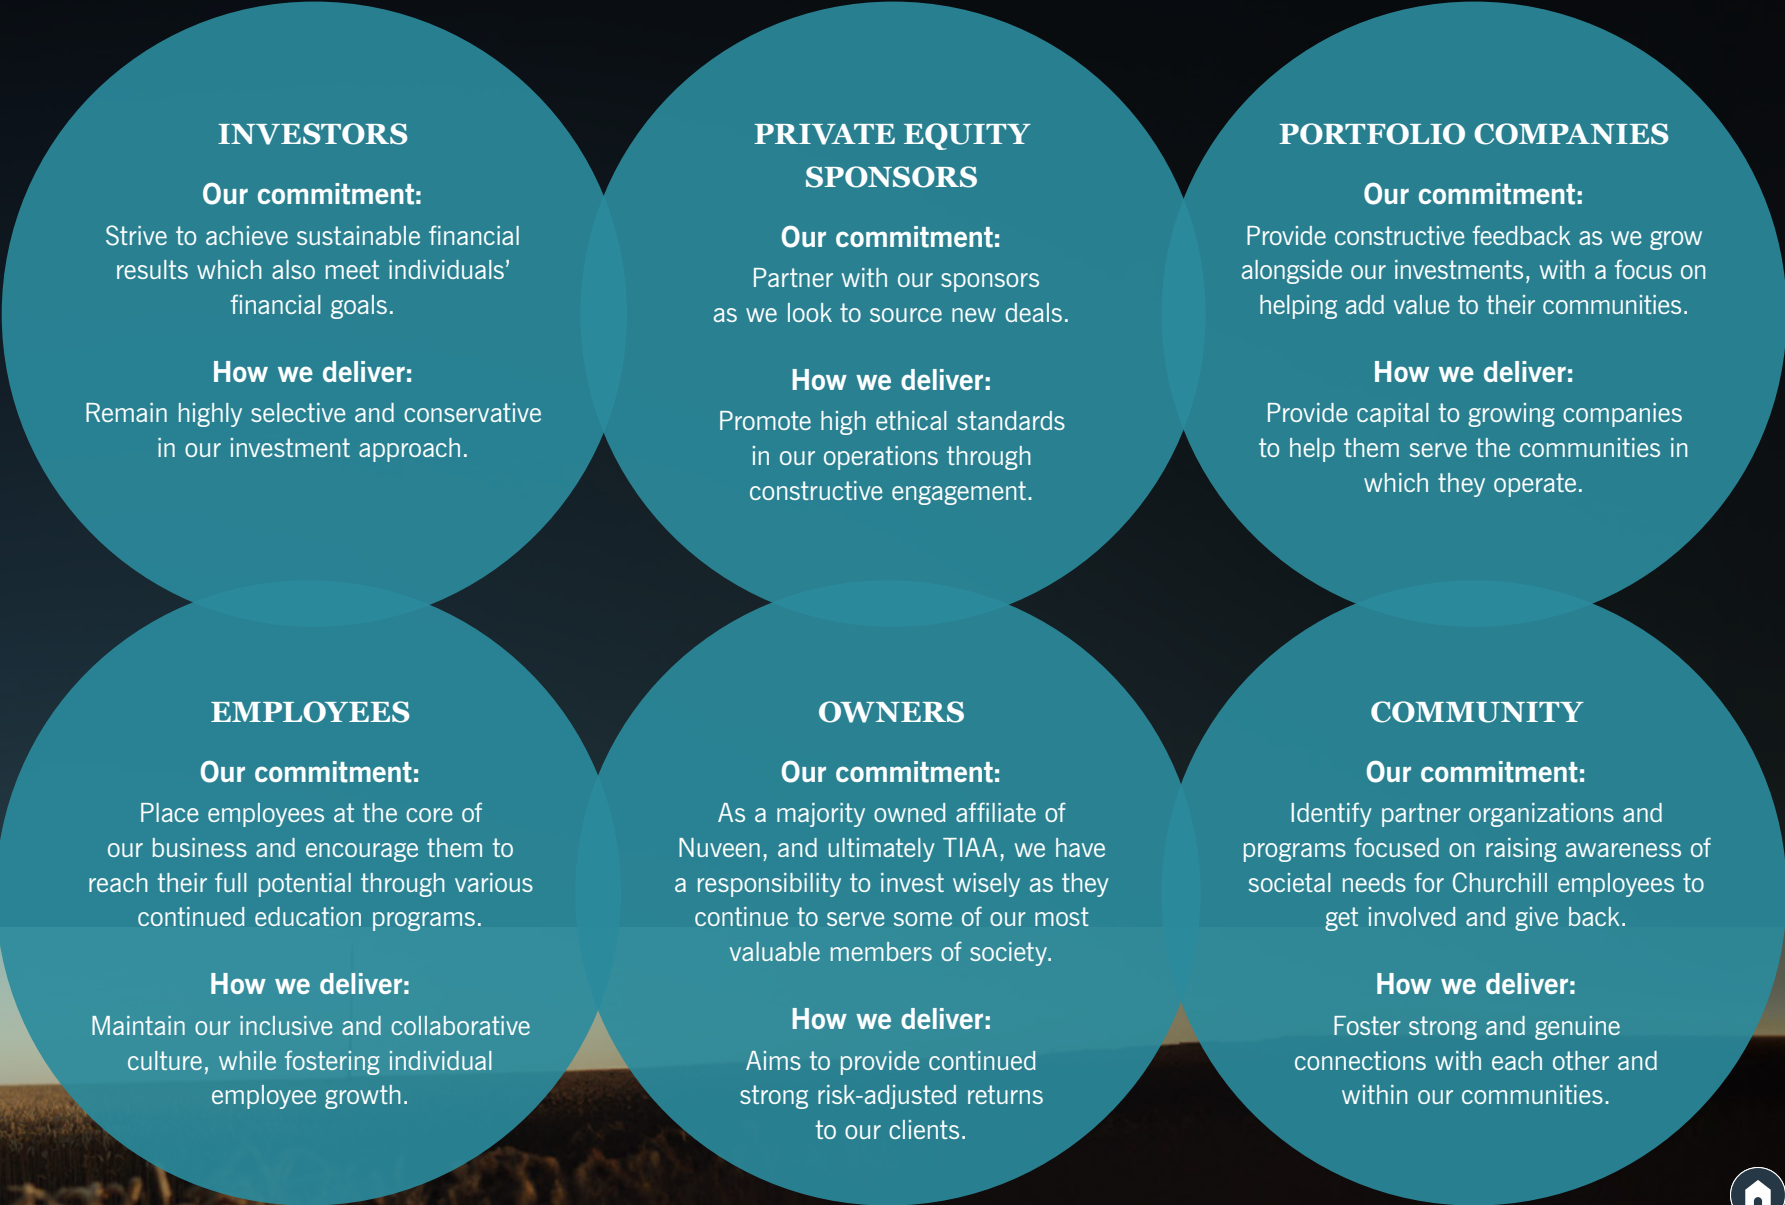 INVESTORS
Our commitment:
Strive to achieve sustainable financial
results which also meet individuals’
financial goals.
How we deliver:
Remain highly selective and conservative
in our investment approach.
PRIVATE EQUITY
SPONSORS
Our commitment:
Partner with our sponsors
as we look to source new deals.
How we deliver:
Promote high ethical standards
in our operations through
constructive engagement.
PORTFOLIO COMPANIES
Our commitment:
Provide constructive feedback as we grow
alongside our investments, with a focus on
helping add value to their communities.
How we deliver:
Provide capital to growing companies
to help them serve the communities in
which they operate.
EMPLOYEES
Our commitment:
Place employees at the core of
our business and encourage them to
reach their full potential through various
continued education programs.
How we deliver:
Maintain our inclusive and collaborative
culture, while fostering individual
employee growth.
OWNERS
Our commitment:
As a majority owned affiliate of
Nuveen, and ultimately TIAA, we have
a responsibility to invest wisely as they
continue to serve some of our most
valuable members of society.
How we deliver:
Aims to provide continued
strong risk-adjusted returns
to our clients.
COMMUNITY
Our commitment:
Identify partner organizations and
programs focused on raising awareness of
societal needs for Churchill employees to
get involved and give back.
How we deliver:
Foster strong and genuine
connections with each other and
within our communities.